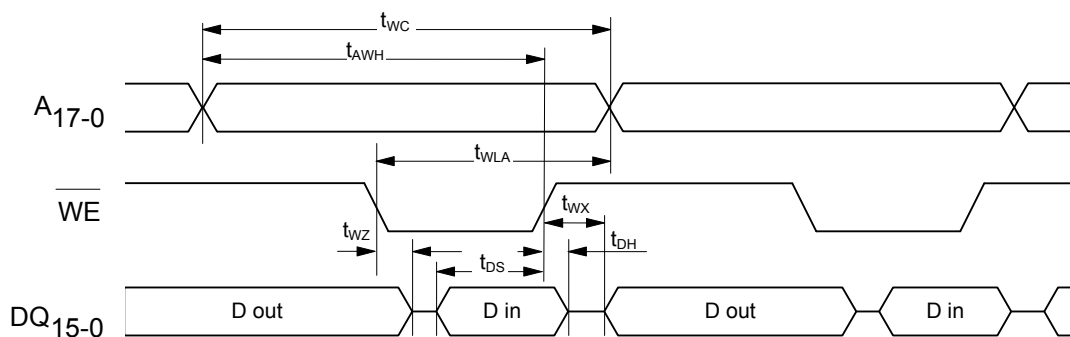 tWC
tAWH
A17-0
tWLA
WE
tWX
tWZ
tDH
tDS
DQ15-0
D out
D in
D out
D in